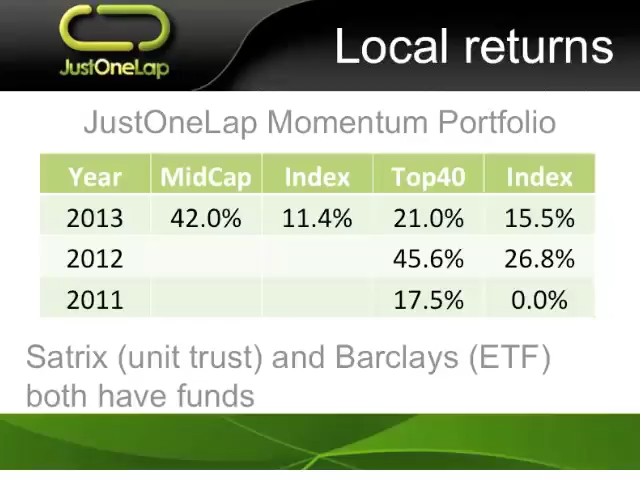 JustOneLap
Local returns
JustOneLap Momentum Portfolio
Year MidCap Index Top40 Index
2013 42.0% 11.4% 21.0% 15.5%
2012 45.6% 26.8%
2011 17.5% 0.0%
Satrix (unit trust) and Barclays (ETF)
both have funds